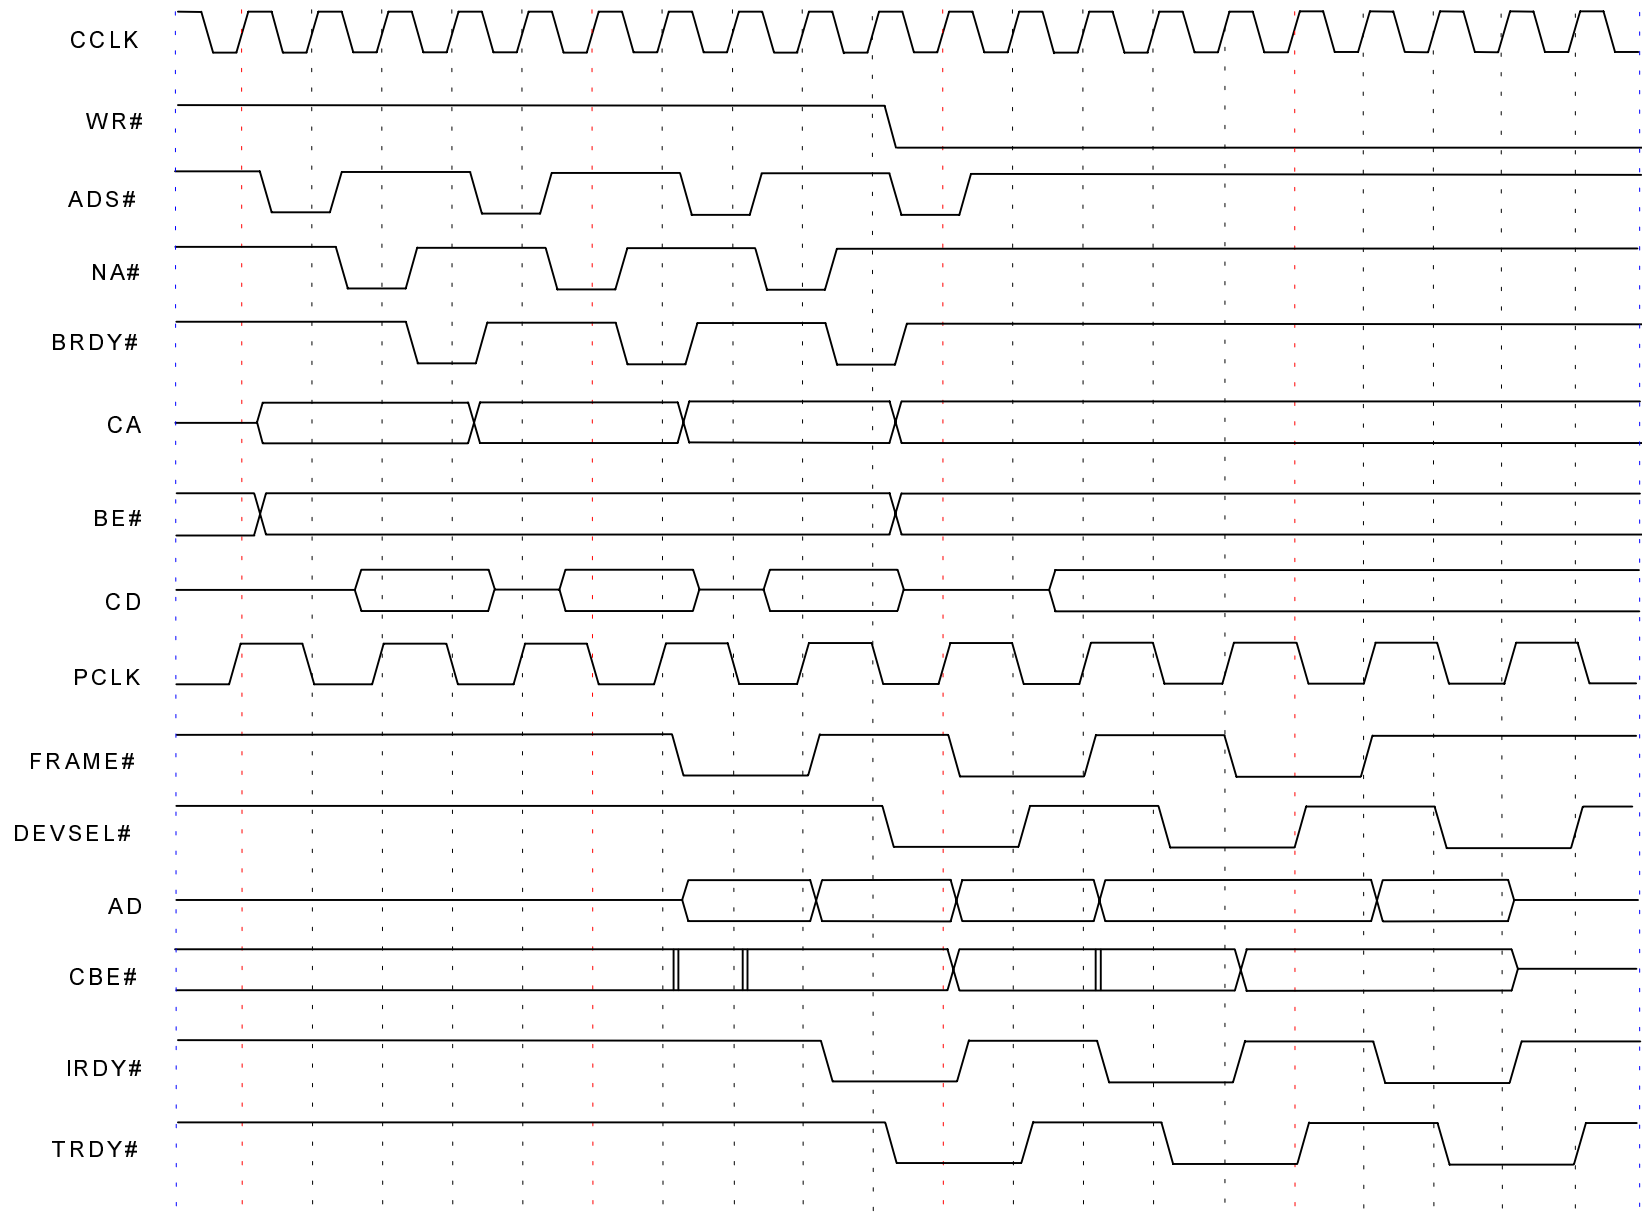 CCLK
WR#
ADS#
NA#
BRDY#
CA
BE#
CD
PCLK
FRAME#
DEVSEL#
AD
CBE#
IRDY#
TRDY#